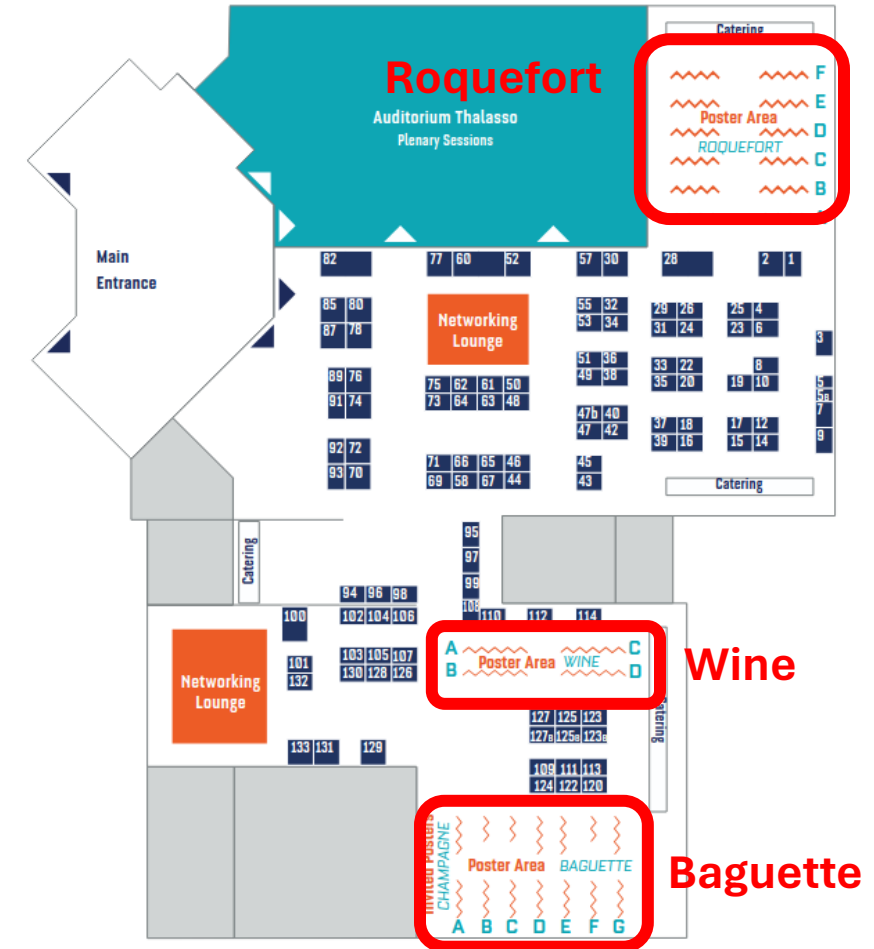 Catering
Roquefort
F
E
Poster Area
D
ROQUEFORT
C
B
Auditorium Thalasso
Plenary Sessions
Main
Entrance
82 77 60 52 57 30 28 2 1
85 80 55 32 29 26 25 4
87 78 53 34 31 24 23 6
Networking
Lounge
3
51 36 33 22 8
89 76 49 38 35 20 19 10
91 74 75 62 61 50 5
73 64 63 48 5B
7
47b 40 37 18 17 12
47 42 39 16 15 14
9
92 72 71 66 65 46 45
93 70 69 58 67 44 43
Catering
Catering
95
97
99
94 96 98
100 102 104 106
110 112 114
A C
Poster Area WINE
B D
Wine
101 103 105 107
132 130 128 126
Networking
Lounge
Catering
127 125 123
127B 125B 123B
133 131 129
109 111 113
124 122 120
Invited Posters
CHAMPAGNE
Poster Area BAGUETTE
Baguette
A B C D E F G